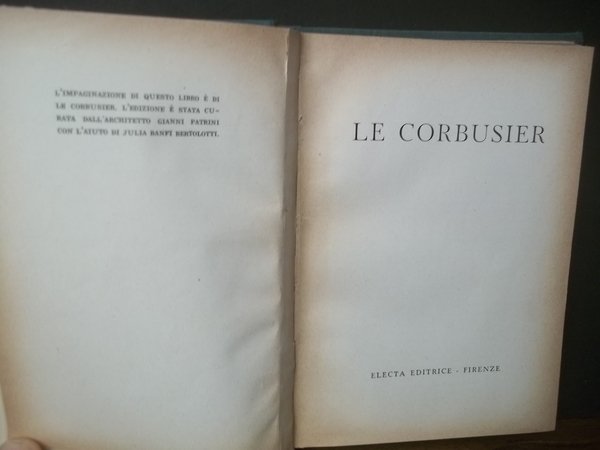 L'IMPAGINAZIONE DI QUESTO LIBRO È DI
LE CORBUSIER. L'EDIZIONE È STATA CU-
RATA DALL'ARCHITETTO GIANNI PATRINI
CON L'AIUTO DI JULIA BANFI BERTOLOTTI.
LE CORBUSIER
ELECTA EDITRICE - FIRENZE